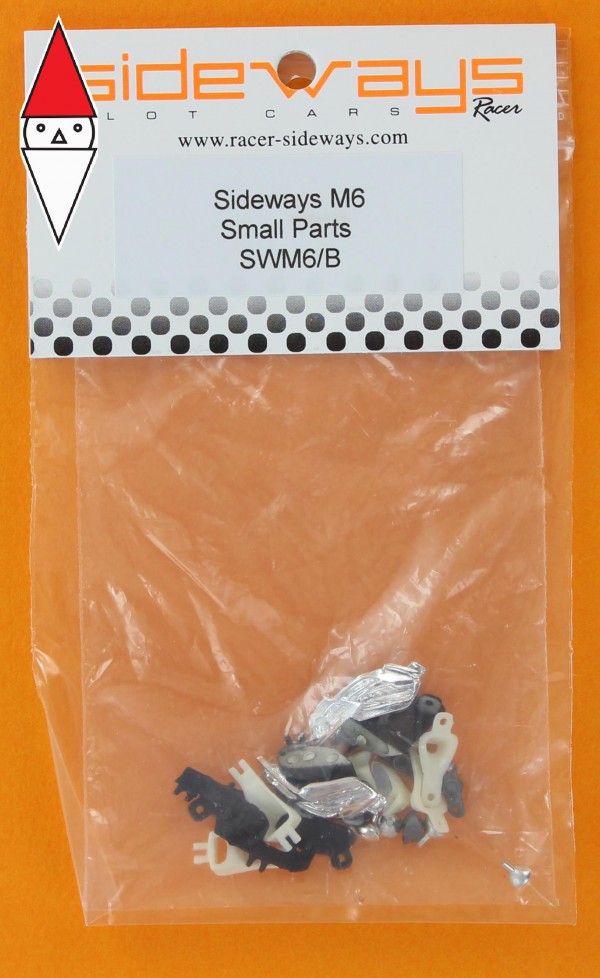 sideways
LOT CARS
Racer
www.racer-sideways.com
Sideways M6
Small Parts
SWM6/B